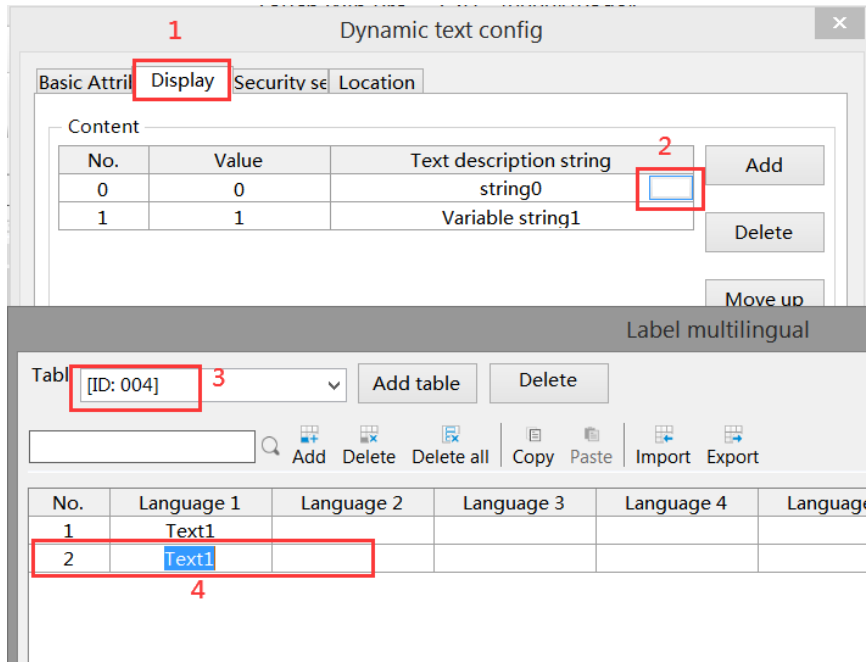 1
Dynamic text config
Basic Attril Display Security se Location
Content
2
No. Value Text description string
Add
0 0 string0
1 1 Variable string1
Delete
Move up
Label multilingual
Tabl [ID: 004] 3 Add table Delete
Add Delete Delete all Copy Paste Import Export
No. Language 1 Language 2 Language 3 Language 4 Language
1 Text1
2 Text1
4